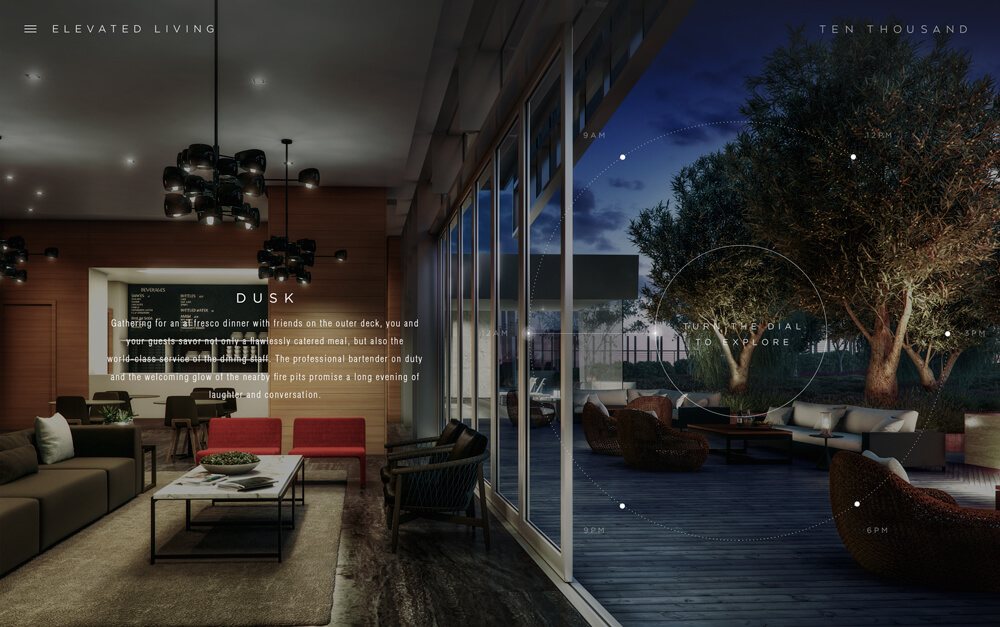 ELEVATED LIVING
TEN THOUSAND
9AM
12PM
BEVERAGES
BOTTLES
DUSK
Gathering for an al fresco dinner with friends on the outer deck, you and
your guests savor not only a flawlessly catered meal, but also the
world-class service of the dining staff. The professional bartender on duty
and the welcoming glow of the nearby fire pits promise a long evening of
laughter and conversation.
AM
TURN THE DIAL
TO EXPLORE
3PM
9PM
6PM